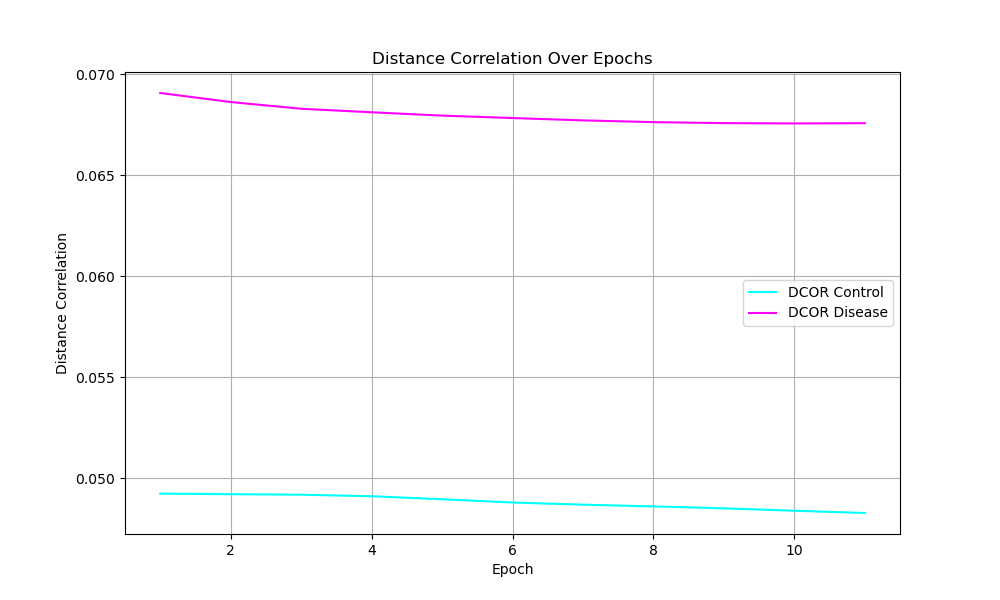 Distance Correlation Over Epochs
0.070
0.065
0.060
0.055
0.050
Distance Correlation
DCOR Control
DCOR Disease
2 4 6 8 10
Epoch